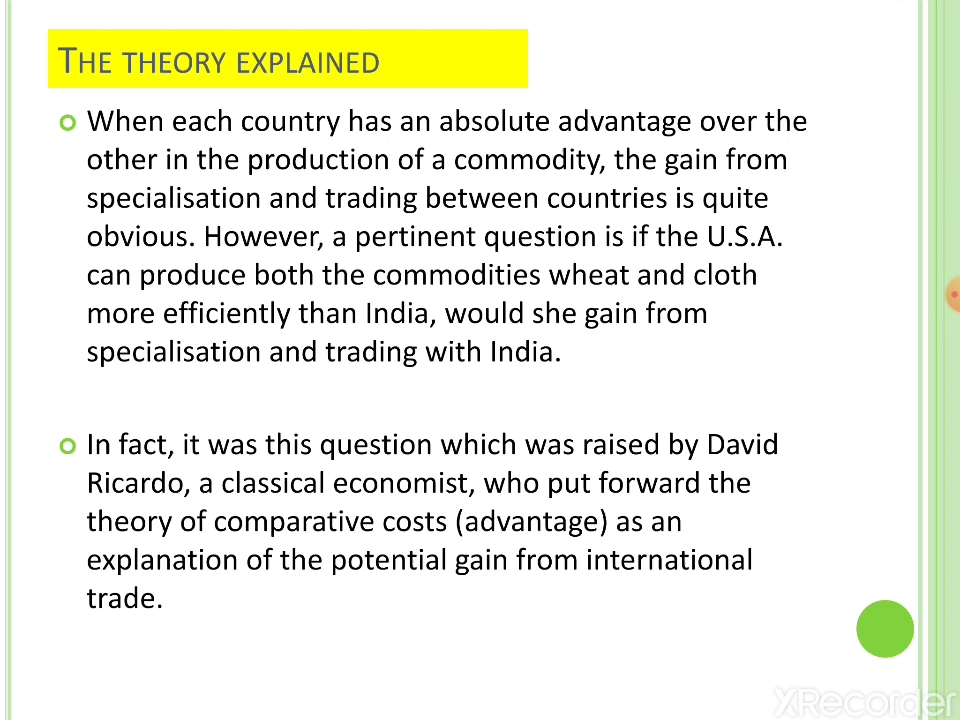 THE THEORY EXPLAINED
When each country has an absolute advantage over the
other in the production of a commodity, the gain from
specialisation and trading between countries is quite
obvious. However, a pertinent question is if the U.S.A.
can produce both the commodities wheat and cloth
more efficiently than India, would she gain from
specialisation and trading with India.
In fact, it was this question which was raised by David
Ricardo, a classical economist, who put forward the
theory of comparative costs (advantage) as an
explanation of the potential gain from international
trade.
XRecorder